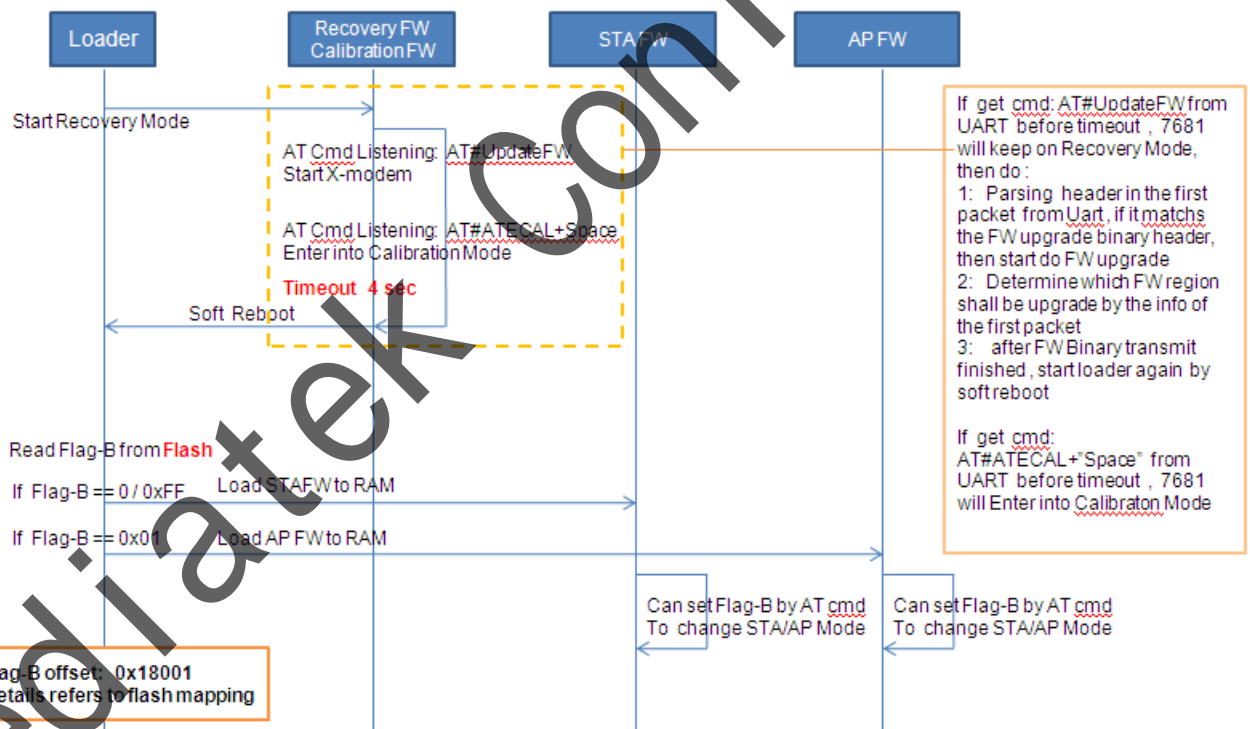 Loader
Recovery FW
Calibration FW
STA FW
AP FW
Start Recovery Mode
AT Cmd Listening: AT#UpdateFW
Start X-modem
AT Cmd Listening: AT#ATECAL+Space
Enter into Calibration Mode
Timeout 4 sec
Soft Reboot
Read Flag-B from Flash
If Flag-B == 0 / 0xFF
Load STAFW to RAM
If Flag-B == 0x01
Load AP FW to RAM
Can set Flag-B by AT cmd
To change STA/AP Mode
Can set Flag-B by AT cmd
To change STA/AP Mode
ag-B offset: 0x18001
etails refers to flash mapping
If get cmd: AT#UpdateFW from
UART before timeout , 7681
will keep on Recovery Mode,
then do :
1: Parsing header in the first
packet from Uart, if it matchs
the FW upgrade binary header,
then start do FW upgrade
2: Determine which FW region
shall be upgrade by the info of
the first packet
3: after FW Binary transmit
finished , start loader again by
soft reboot
If get cmd:
AT#ATECAL+"Space" from
UART before timeout , 7681
will Enter into Calibraton Mode
ediatek Con